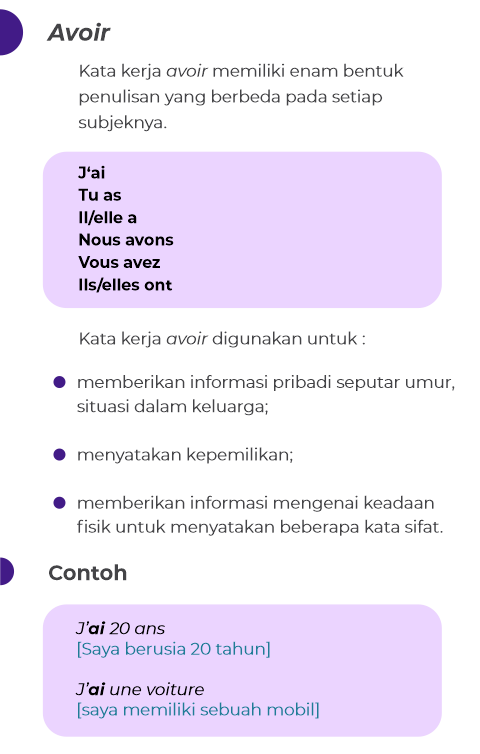 Avoir
Kata kerja avoir memiliki enam bentuk
penulisan yang berbeda pada setiap
subjeknya.
J‘ai
Tu as
Il/elle a
Nous avons
Vous avez
Ils/elles ont
Kata kerja avoir digunakan untuk :
memberikan informasi pribadi seputar umur,
situasi dalam keluarga;
menyatakan kepemilikan;
memberikan informasi mengenai keadaan
fisik untuk menyatakan beberapa kata sifat.
Contoh
J’ai 20 ans
[Saya berusia 20 tahun]
J’ai une voiture
[saya memiliki sebuah mobil]